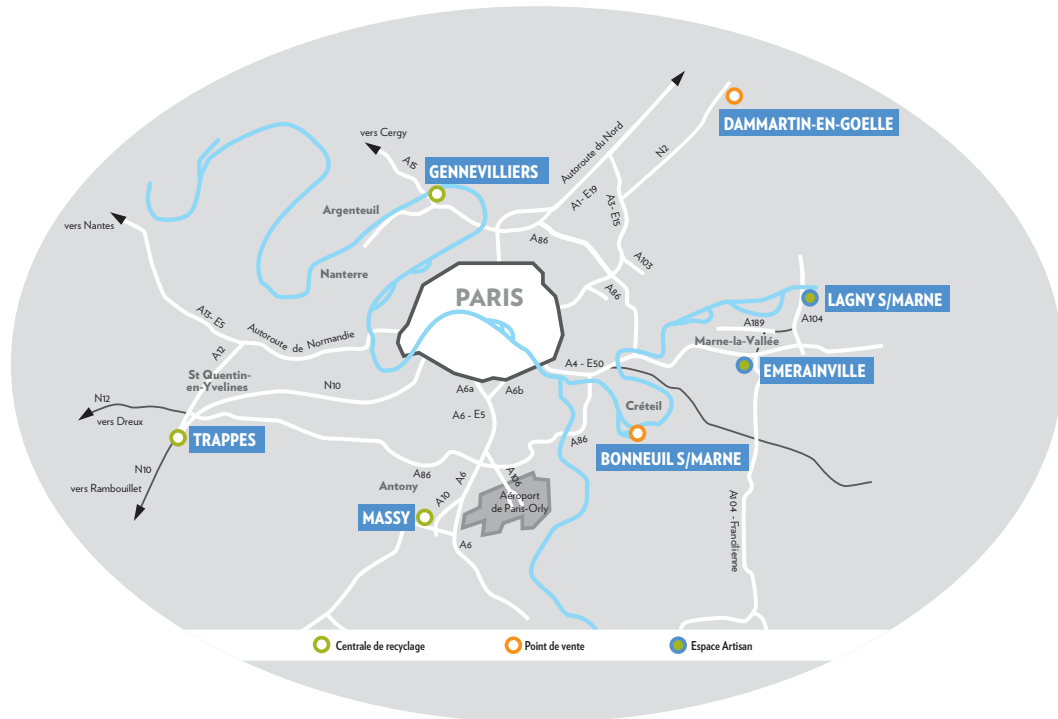 DAMMARTIN-EN-GOELLE
vers Cergy
A15
GENNEVILLIERS
Autoroute du Nord
N2
A1- E19
A3- E15
Argenteuil
vers Nantes
A86
A103
Nanterre
PARIS
A86
LAGNY S/MARNE
A13- E5
A189
A104
Autoroute de Normandie
Marne-la-Vallée
A12
A4 - E50
EMERAINVILLE
St Quentin-
en-Yvelines
N10
A6a
A6b
N12
vers Dreux
A6 - E5
Créteil
TRAPPES
A86
BONNEUIL S/MARNE
N10
vers Rambouillet
A86
A6
A106
Antony
A10
Aéroport
de Paris-Orly
MASSY
A6
A104 - Francilienne
Centrale de recyclage
Point de vente
Espace Artisan